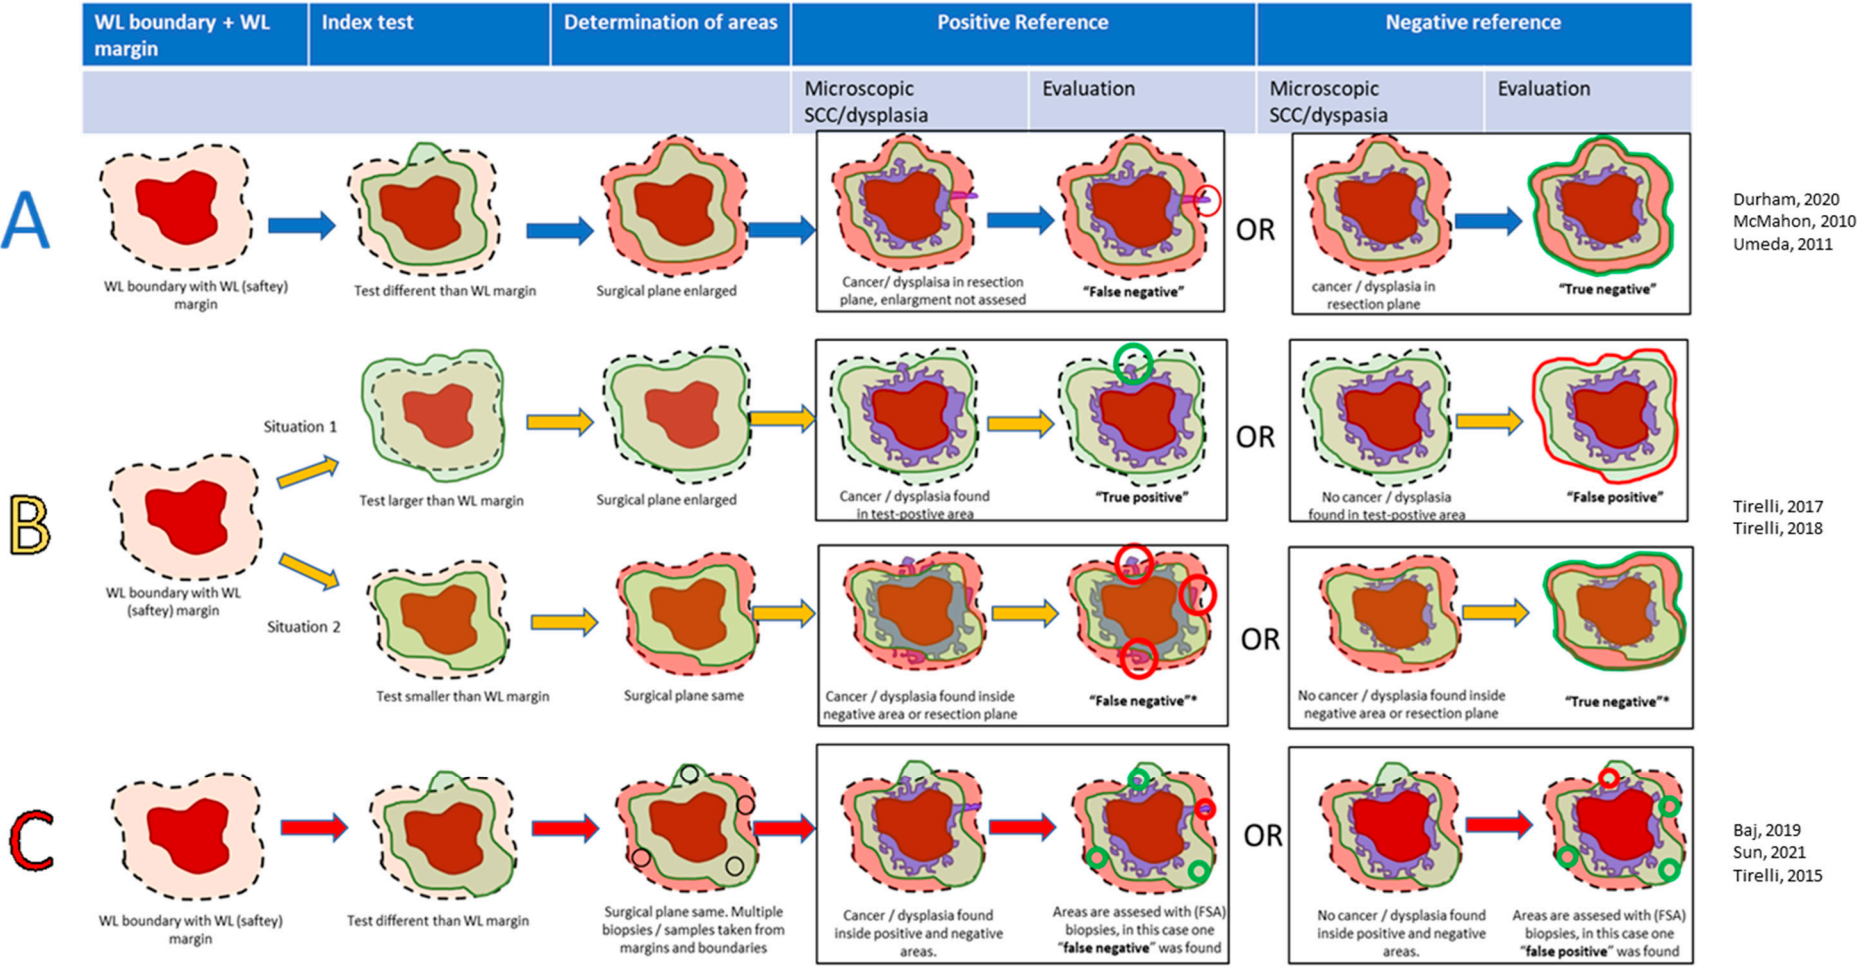 WL boundary + WL
margin
Index test
Determination of areas
Positive Reference
Negative reference
Microscopic
SCC/dysplasia
Evaluation
Microscopic
SCC/dyspasia
Evaluation
A
WL boundary with WL (saftey)
margin
Test different than WL margin
Surgical plane enlarged
Cancer/ dysplaisa in resection
plane, enlargment not assesed
“False negative”
OR
cancer / dysplasia in
resection plane
“True negative”
Durham, 2020
McMahon, 2010
Umeda, 2011
B
WL boundary with WL
(saftey) margin
Situation 1
Test larger than WL margin
Surgical plane enlarged
Cancer / dysplasia found
in test-postive area
“True positive”
OR
No cancer / dysplasia
found in test-postive area
“False positive”
Tirelli, 2017
Tirelli, 2018
Situation 2
Test smaller than WL margin
Surgical plane same
Cancer / dysplasia found inside
negative area or resection plane
“False negative”*
OR
No cancer / dysplasia found inside
negative area or resection plane
“True negative”*
C
WL boundary with WL (saftey)
margin
Test different than WL margin
Surgical plane same. Multiple
biopsies / samples taken from
margins and boundaries
Cancer / dysplasia found
inside positive and negative
areas.
Areas are assesed with (FSA)
biopsies, in this case one
“false negative” was found
OR
No cancer / dysplasia found
inside positive and negative
areas.
Areas are assesed with (FSA)
biopsies, in this case one
“false positive” was found
Baj, 2019
Sun, 2021
Tirelli, 2015